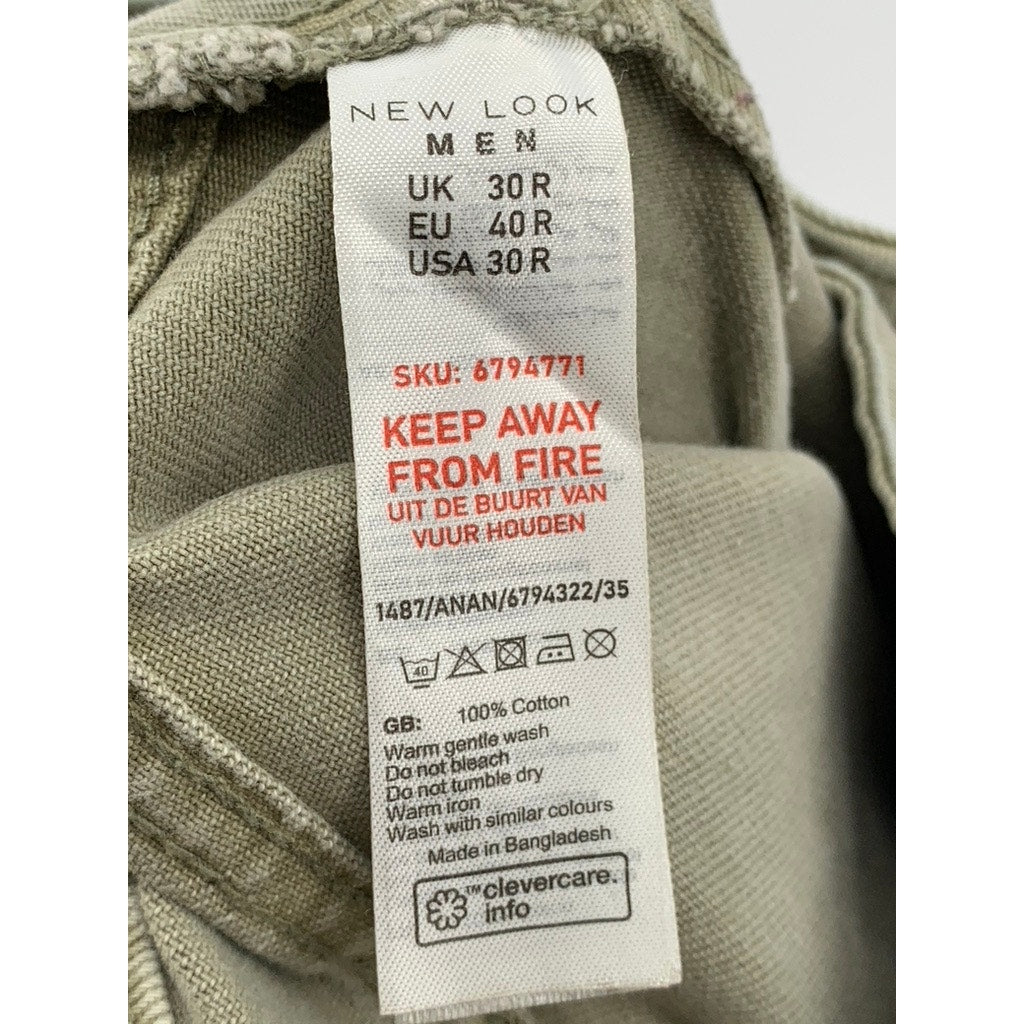 NEW LOOK
MEN
UK 30 R
EU 40 R
USA 30 R
SKU: 6794771
KEEP AWAY
FROM FIRE
UIT DE BUURT VAN
VUUR HOUDEN
1487/ANAN/6794322/35
40
GB: 100% Cotton
Warm gentle wash
Do not bleach
Do not tumble dry
Warm iron
Wash with similar colours
Made in Bangladesh
™clevercare.
info